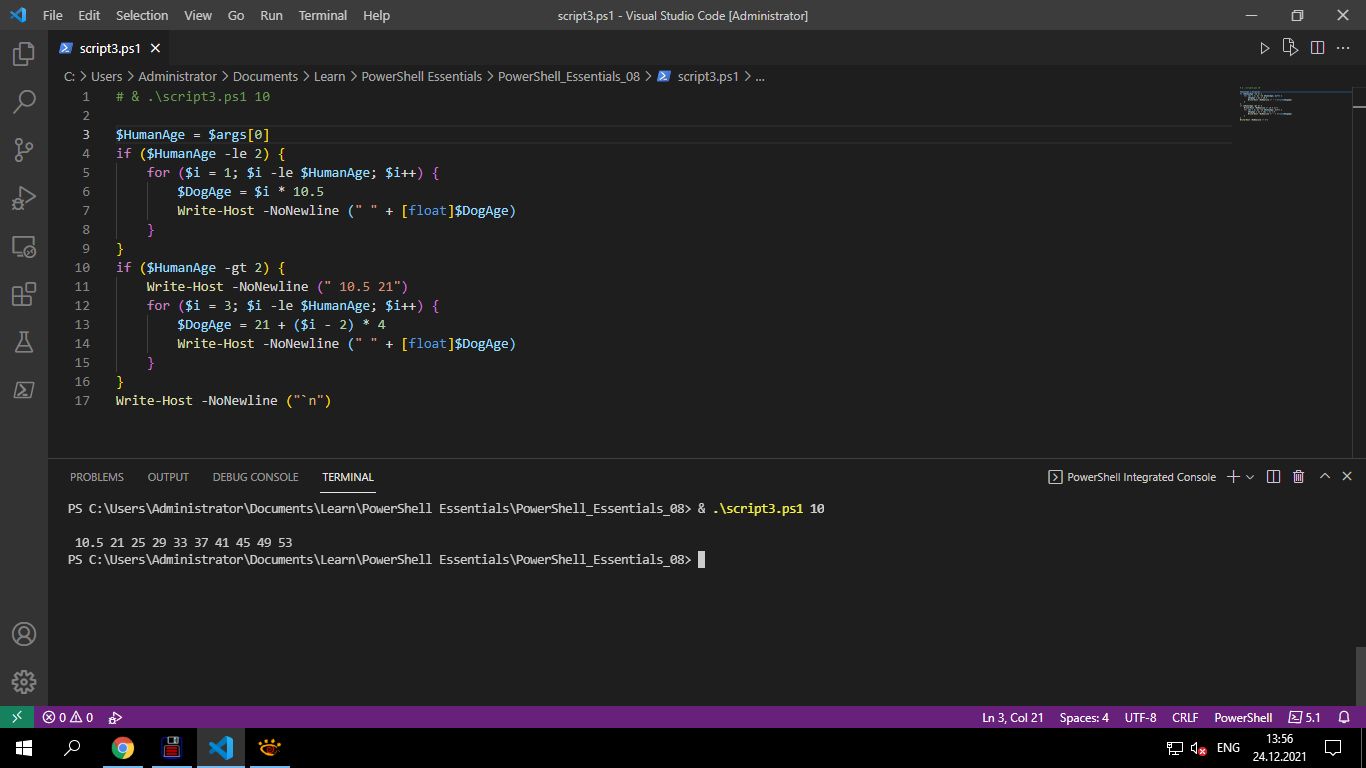 File Edit Selection View Go Run Terminal Help script3.ps1 - Visual Studio Code [Administrator]
script3.ps1
C: > Users > Administrator > Documents > Learn > PowerShell Essentials > PowerShell_Essentials_08 > script3.ps1 > ...
1 # & .\script3.ps1 10
2
3 $HumanAge = $args[0]
4 if ($HumanAge -le 2) {
5     for ($i = 1; $i -le $HumanAge; $i++) {
6         $DogAge = $i * 10.5
7         Write-Host -NoNewline (" " + [float]$DogAge)
8     }
9 }
10 if ($HumanAge -gt 2) {
11     Write-Host -NoNewline (" 10.5 21")
12     for ($i = 3; $i -le $HumanAge; $i++) {
13         $DogAge = 21 + ($i - 2) * 4
14         Write-Host -NoNewline (" " + [float]$DogAge)
15     }
16 }
17 Write-Host -NoNewline ("`n")
PROBLEMS OUTPUT DEBUG CONSOLE TERMINAL PowerShell Integrated Console
PS C:\Users\Administrator\Documents\Learn\PowerShell Essentials\PowerShell_Essentials_08> & .\script3.ps1 10
10.5 21 25 29 33 37 41 45 49 53
PS C:\Users\Administrator\Documents\Learn\PowerShell Essentials\PowerShell_Essentials_08>
0 0 Ln 3, Col 21 Spaces: 4 UTF-8 CRLF PowerShell 5.1
ENG 13:56
24.12.2021